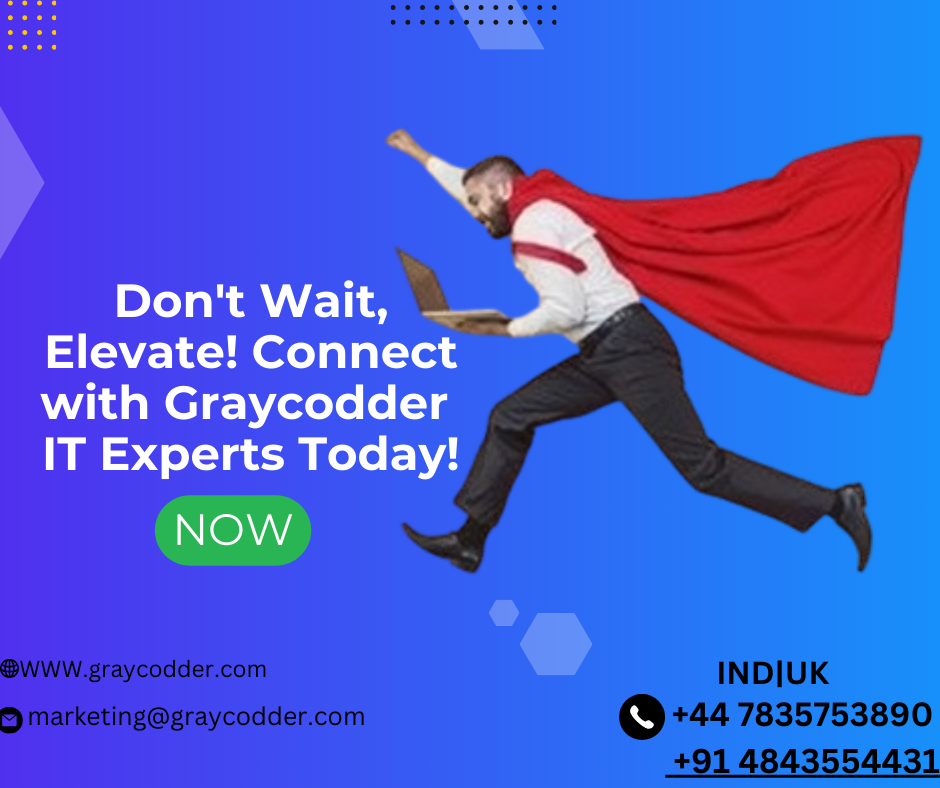 Don't Wait,
Elevate! Connect
with Graycodder
IT Experts Today!
NOW
WWW.graycodder.com
marketing@graycodder.com
IND|UK
+44 7835753890
+91 4843554431